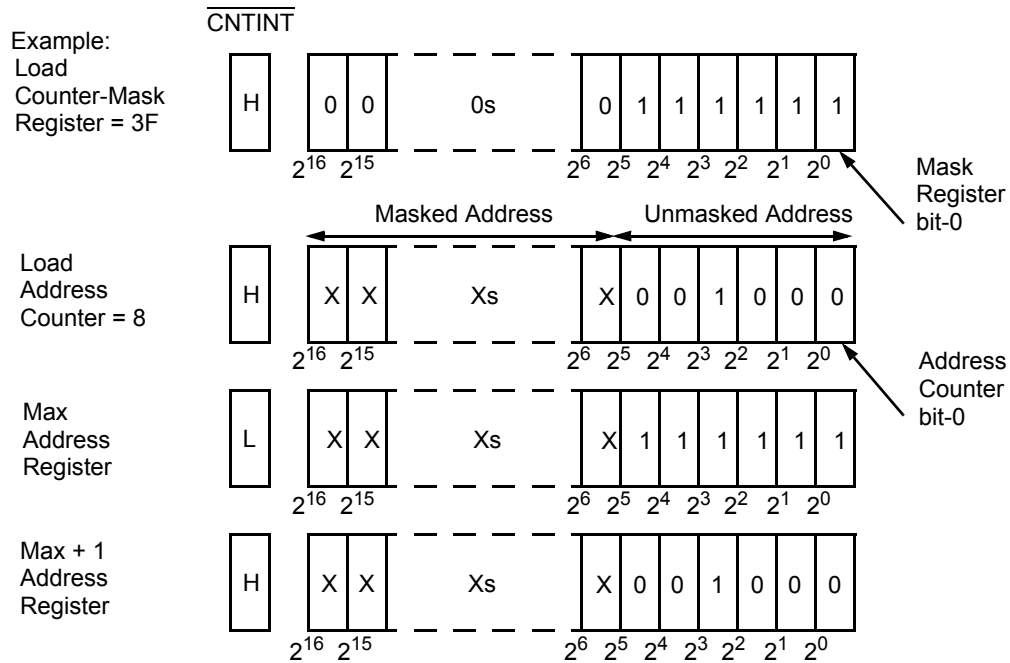 CNTINT
Example:
Load
Counter-Mask
Register = 3F
H 0 0 0s 0 1 1 1 1 1 1
2^16 2^15 2^6 2^5 2^4 2^3 2^2 2^1 2^0
Mask
Register
bit-0
Masked Address Unmasked Address
Load
Address
Counter = 8
H X X Xs X 0 0 1 0 0 0
2^16 2^15 2^6 2^5 2^4 2^3 2^2 2^1 2^0
Address
Counter
bit-0
Max
Address
Register
L X X Xs X 1 1 1 1 1 1
2^16 2^15 2^6 2^5 2^4 2^3 2^2 2^1 2^0
Max + 1
Address
Register
H X X Xs X 0 0 1 0 0 0
2^16 2^15 2^6 2^5 2^4 2^3 2^2 2^1 2^0